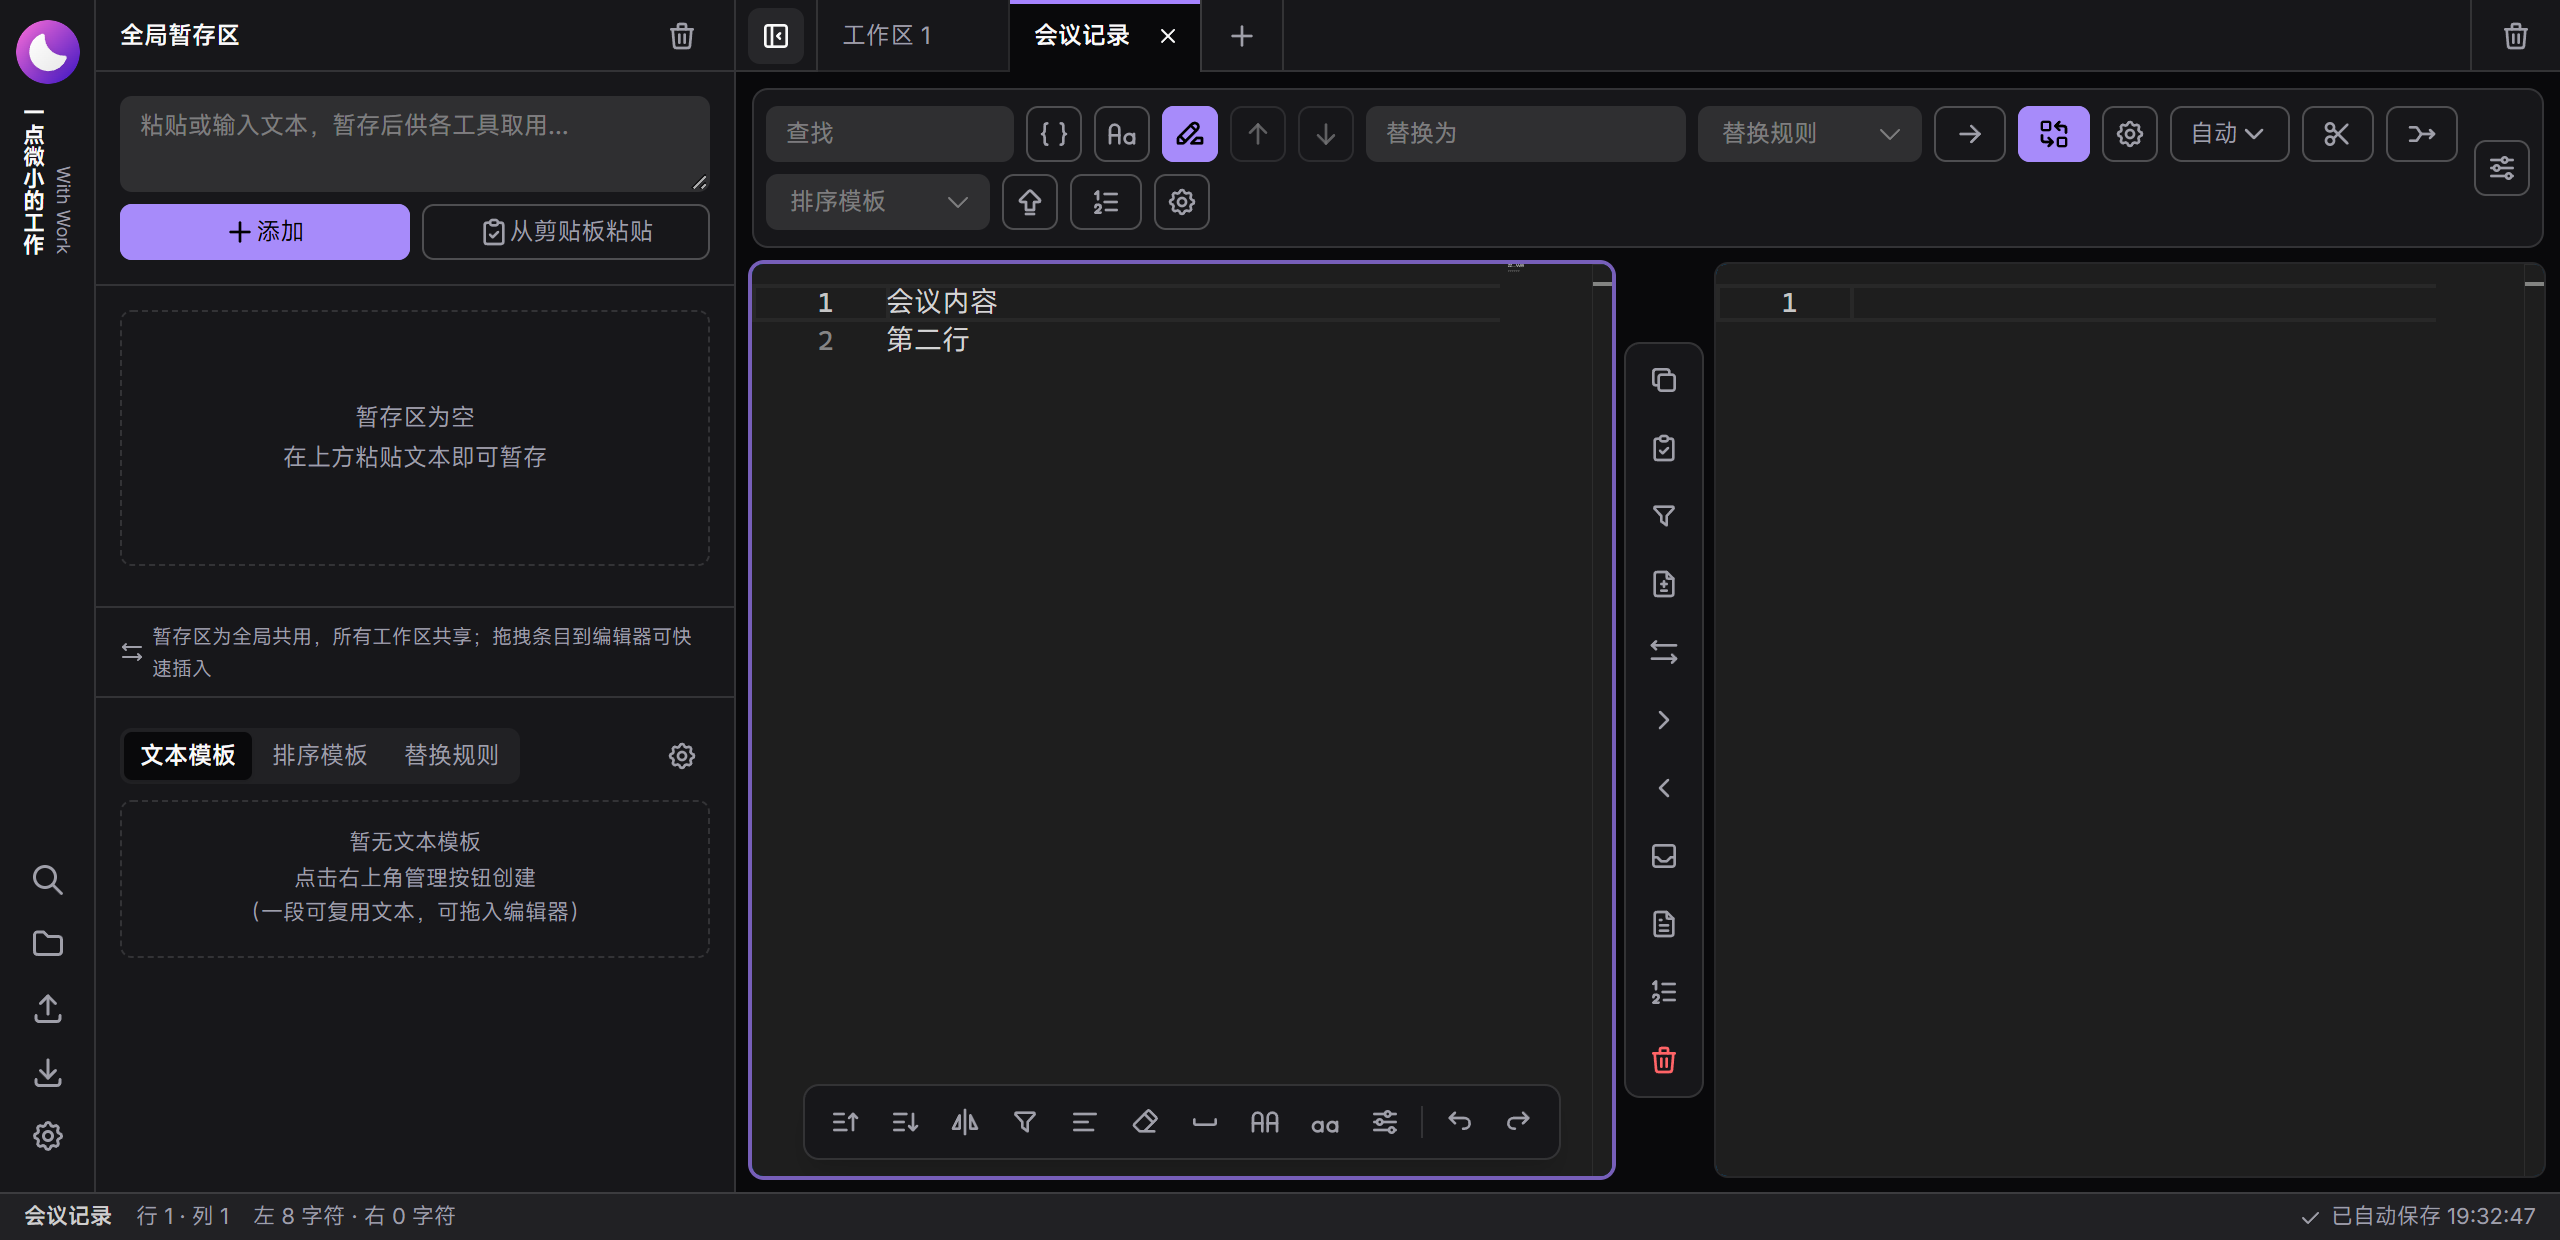 一点微小的工作
With Work
全局暂存区
粘贴或输入文本，暂存后供各工具取用...
添加
从剪贴板粘贴
暂存区为空
在上方粘贴文本即可暂存
暂存区为全局共用，所有工作区共享；拖拽条目到编辑器可快
速插入
文本模板 排序模板 替换规则
暂无文本模板
点击右上角管理按钮创建
（一段可复用文本，可拖入编辑器）
工作区 1
会议记录
查找 { } Aa 替换为 替换规则 自动
排序模板
1 会议内容
2 第二行
1
AA aa
会议记录 行 1 · 列 1 左 8 字符 · 右 0 字符
已自动保存 19:32:47